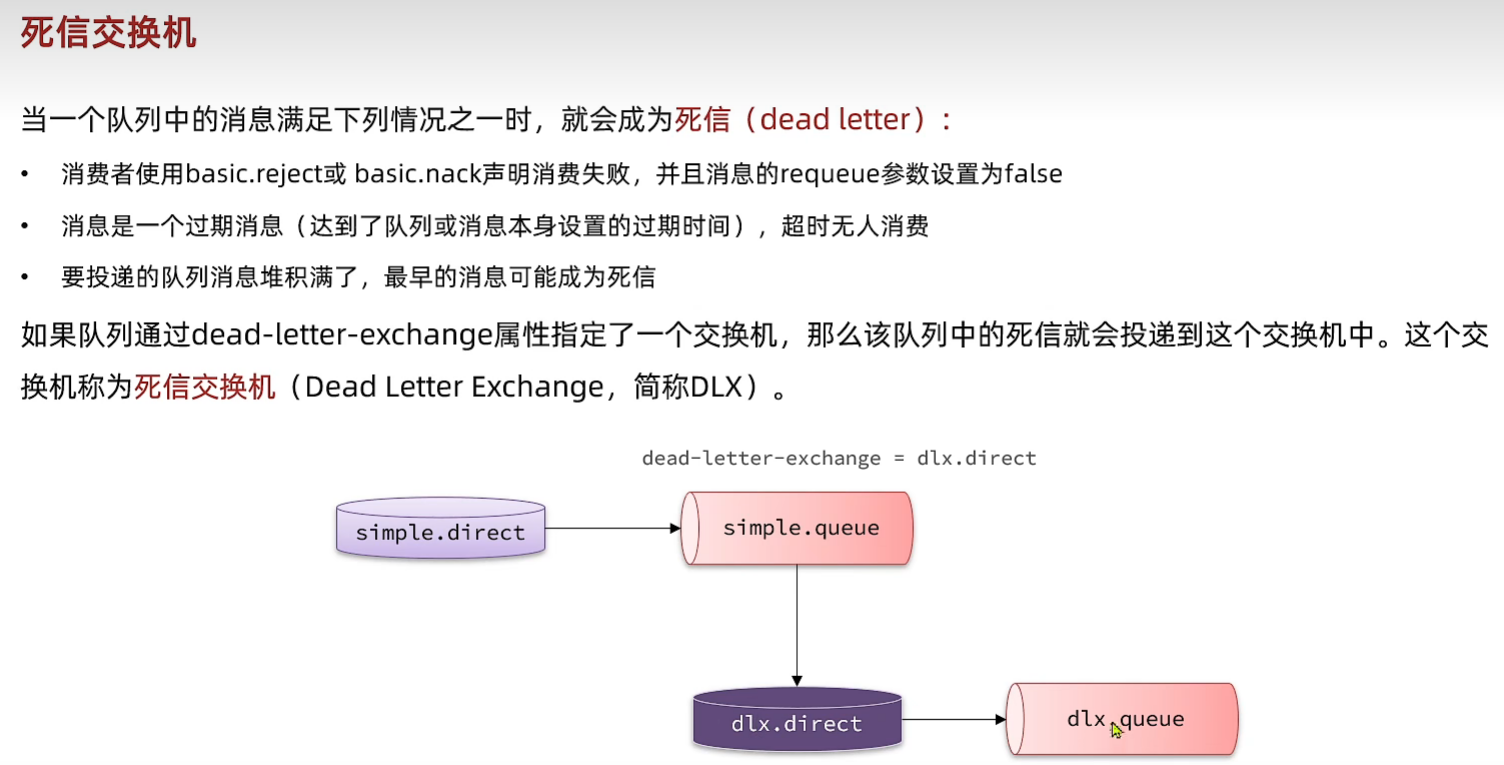 死信交换机
当一个队列中的消息满足下列情况之一时，就会成为死信（dead letter）：
• 消费者使用basic.reject或 basic.nack声明消费失败，并且消息的requeue参数设置为false
• 消息是一个过期消息（达到了队列或消息本身设置的过期时间），超时无人消费
• 要投递的队列消息堆积满了，最早的消息可能成为死信
如果队列通过dead-letter-exchange属性指定了一个交换机，那么该队列中的死信就会投递到这个交换机中。这个交
换机称为死信交换机（Dead Letter Exchange，简称DLX）。
dead-letter-exchange = dlx.direct
simple.direct
simple.queue
dlx.direct
dlx.queue